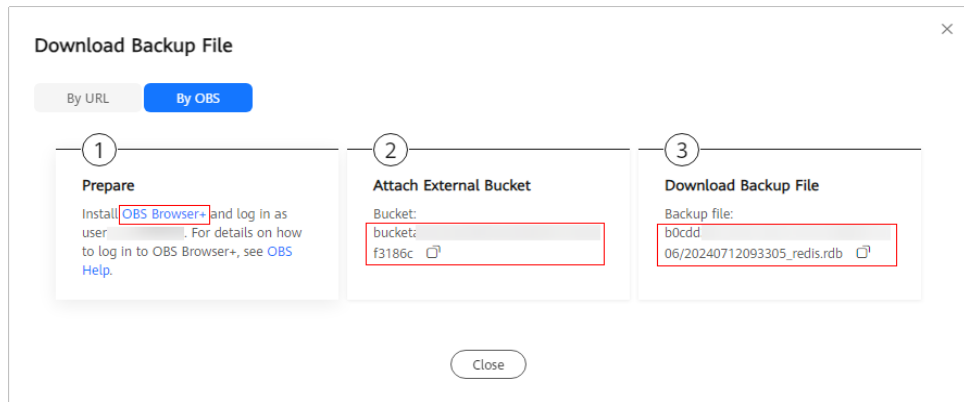 Download Backup File
By URL
By OBS
1
Prepare
Install OBS Browser+ and log in as
user . For details on how
to log in to OBS Browser+, see OBS
Help.
2
Attach External Bucket
Bucket:
bucket
f3186c
3
Download Backup File
Backup file:
b0cdd
06/20240712093305_redis.rdb
Close